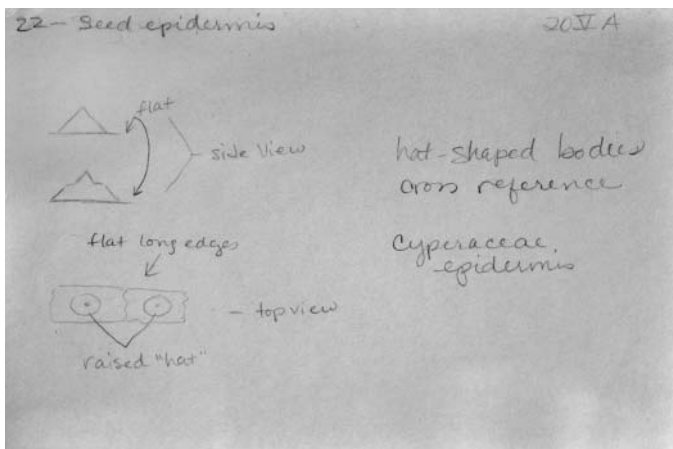 22 - Seed epidermis
20 V A
flat
side view
hat-shaped bodies
cross reference
flat long edges
Cyperaceae,
epidermis
- top view
raised "hat"